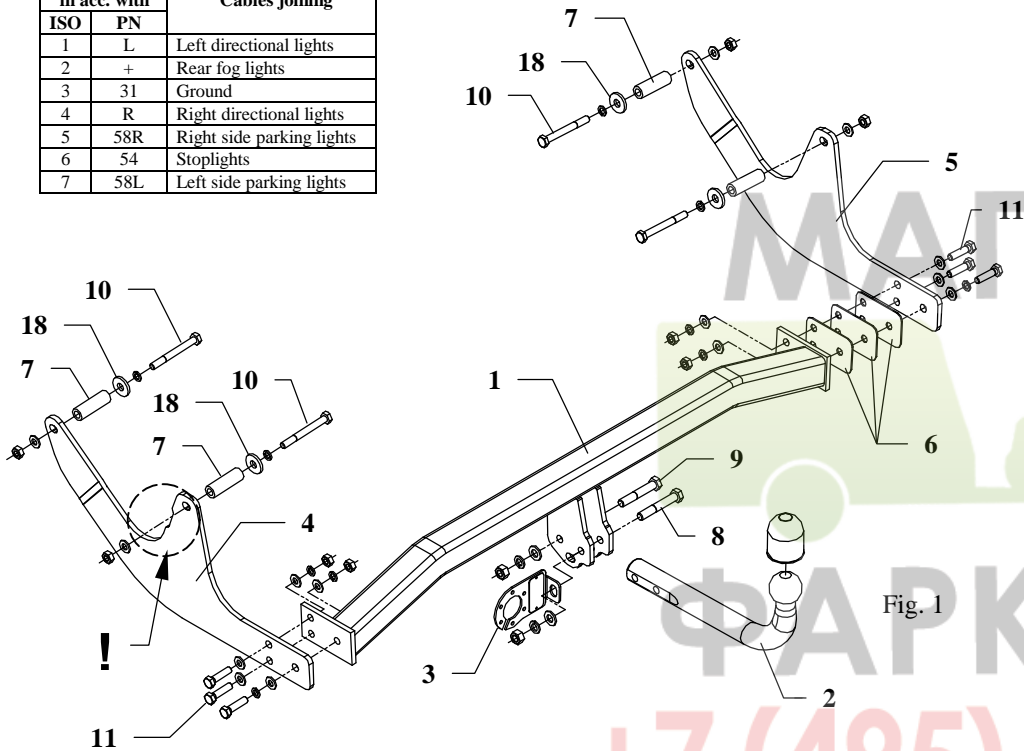 in acc. with Cables joining
ISO PN
1 L Left directional lights
2 + Rear fog lights
3 31 Ground
4 R Right directional lights
5 58R Right side parking lights
6 54 Stoplights
7 58L Left side parking lights
7
18
10
5
11
10
18
7
10
18
7
1
6
9
8
4
!
3
2
11
Fig. 1
МАГ
ФАРК
+7 (495)